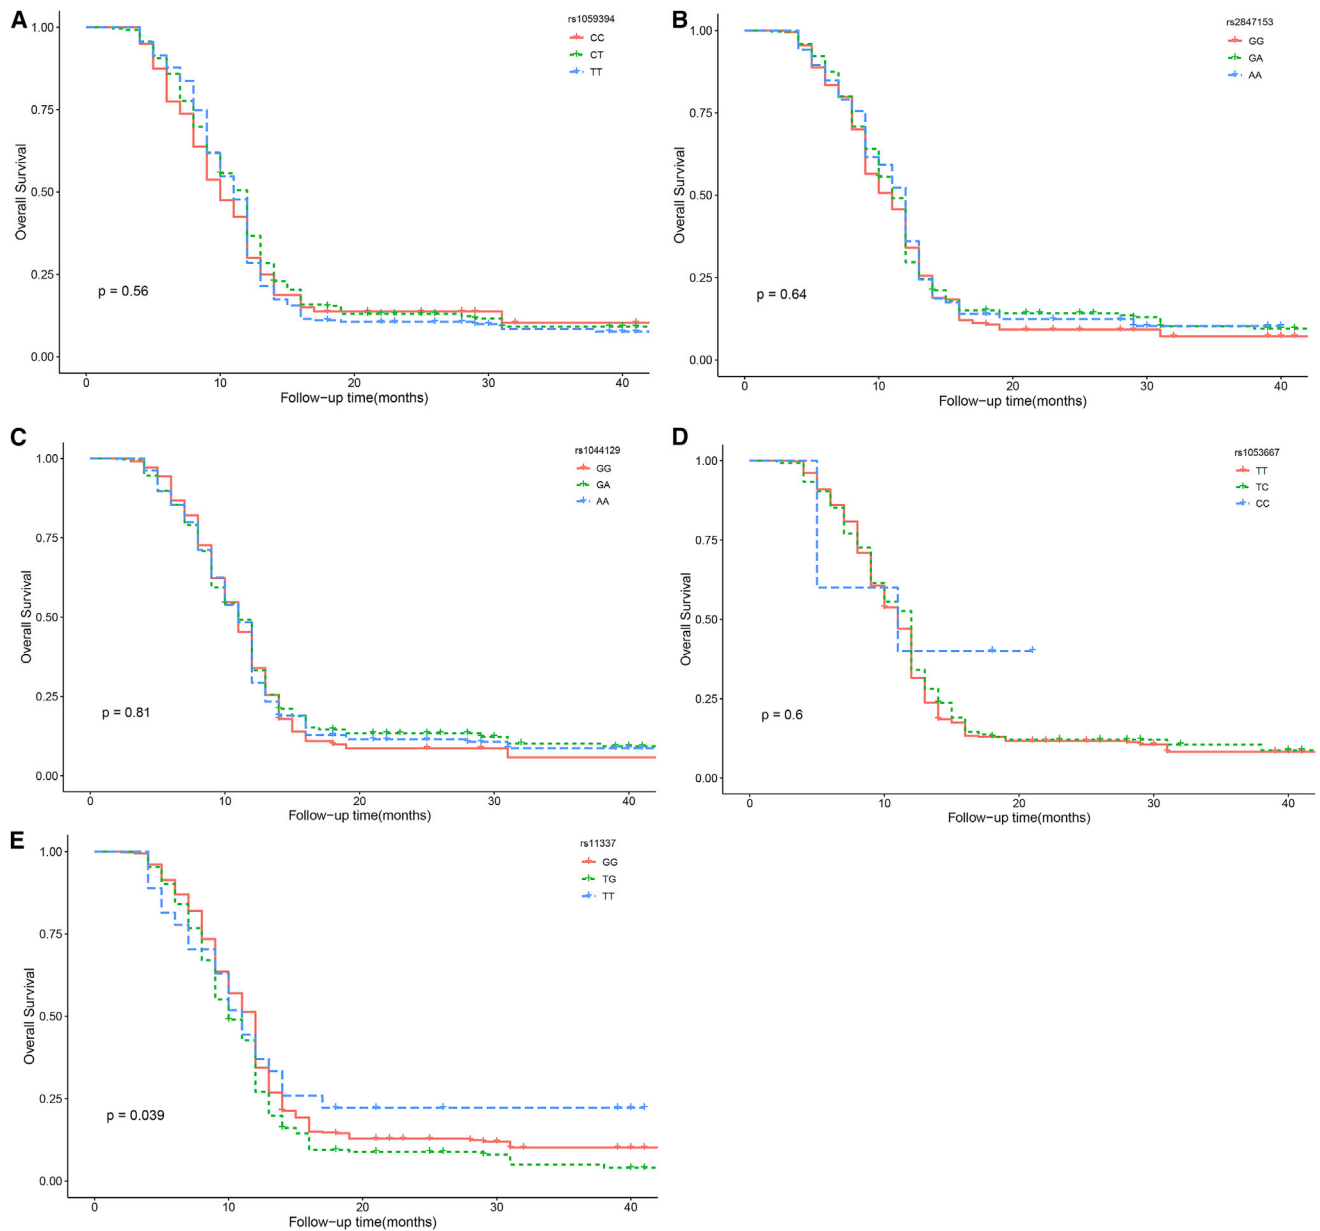 A
rs1059394
CC
CT
TT
1.00
0.75
0.50
0.25
0.00
Overall Survival
p = 0.56
0 10 20 30 40
Follow-up time(months)
B
rs2847153
GG
GA
AA
1.00
0.75
0.50
0.25
0.00
Overall Survival
p = 0.64
0 10 20 30 40
Follow-up time(months)
C
rs1044129
GG
GA
AA
1.00
0.75
0.50
0.25
0.00
Overall Survival
p = 0.81
0 10 20 30 40
Follow-up time(months)
D
rs1053667
TT
TC
CC
1.00
0.75
0.50
0.25
0.00
Overall Survival
p = 0.6
0 10 20 30 40
Follow-up time(months)
E
rs11337
GG
TG
TT
1.00
0.75
0.50
0.25
0.00
Overall Survival
p = 0.039
0 10 20 30 40
Follow-up time(months)